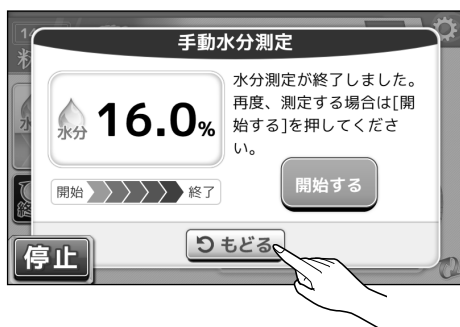 手動水分測定
水分 16.0%
水分測定が終了しました。
再度、測定する場合は[開
始する]を押してくださ
い。
開始 終了
開始する
もどる
停止